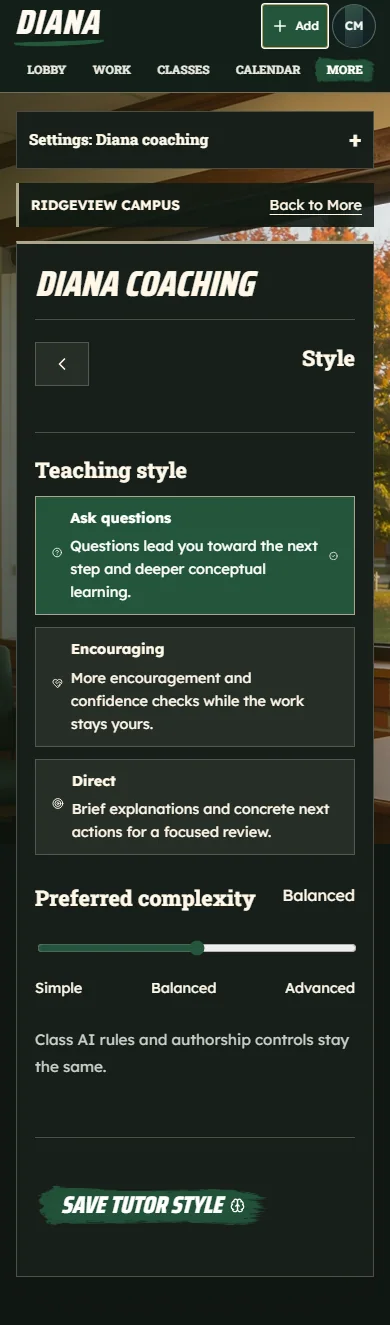 DIANA
+ Add
CM
LOBBY WORK CLASSES CALENDAR MORE
Settings: Diana coaching +
RIDGEVIEW CAMPUS Back to More
DIANA COACHING
Style
Teaching style
Ask questions
Questions lead you toward the next
step and deeper conceptual
learning.
Encouraging
More encouragement and
confidence checks while the work
stays yours.
Direct
Brief explanations and concrete next
actions for a focused review.
Preferred complexity Balanced
Simple Balanced Advanced
Class AI rules and authorship controls stay
the same.
SAVE TUTOR STYLE